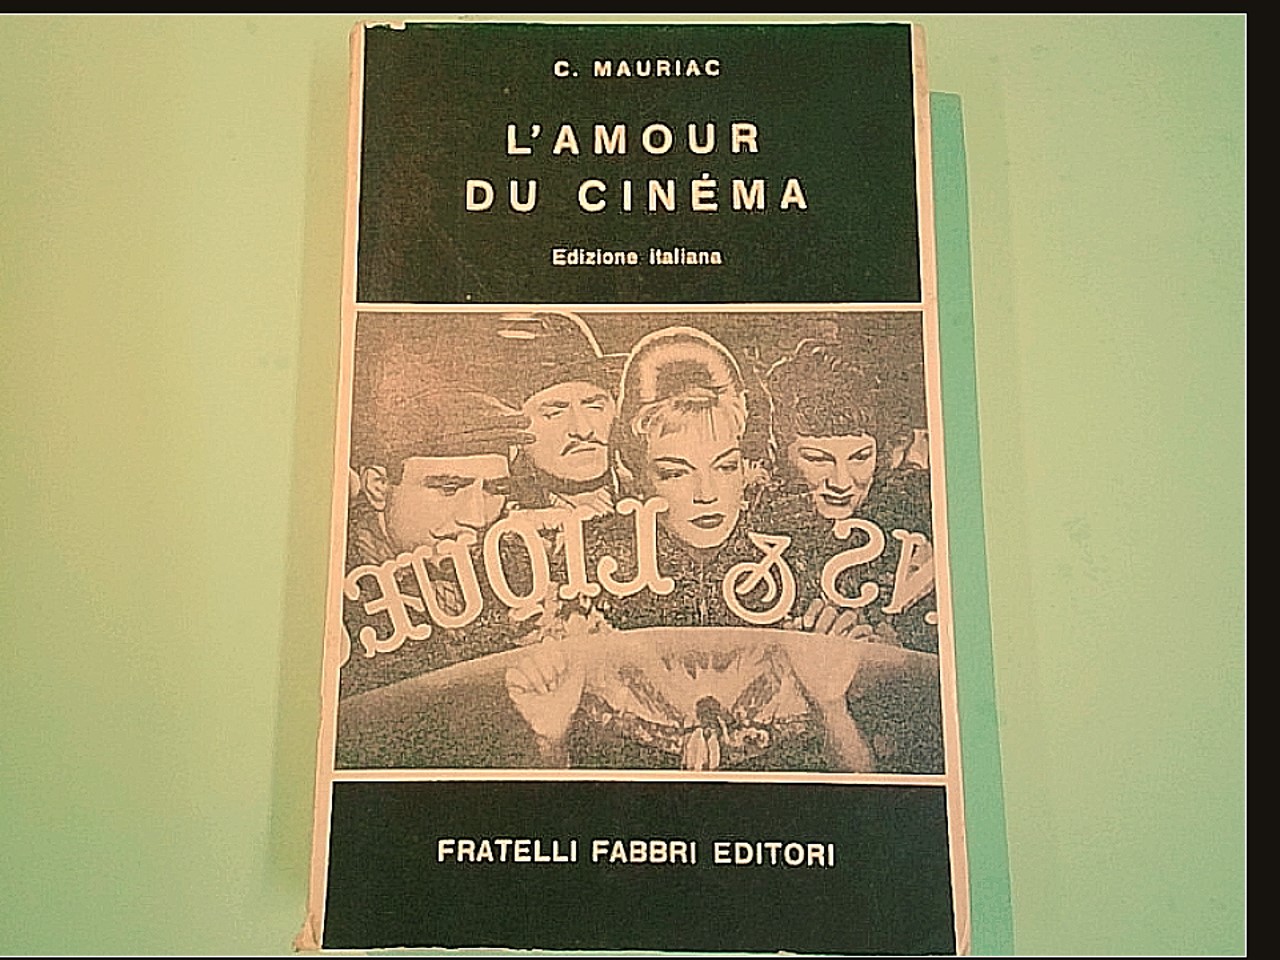 C. MAURIAC
L'AMOUR
DU CINÉMA
Edizione italiana
FRATELLI FABBRI EDITORI